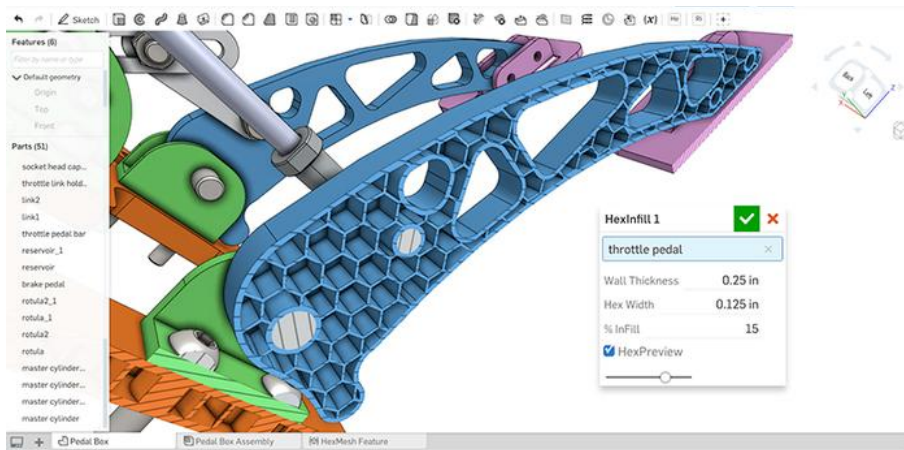 Sketch
(x)
Features (6)
Filter by name or type
Default geometry
Origin
Top
Front
Parts (51)
socket head cap...
throttle link hold..
link2
link1
throttle pedal bar
reservoir_1
reservoir
brake pedal
rotula2_1
rotula_1
rotula2
rotula
master cylinder...
master cylinder...
master cylinder...
master cylinder
Back
Left
Z
X
Y
HexInfill 1
throttle pedal
Wall Thickness 0.25 in
Hex Width 0.125 in
% InFill 15
HexPreview
Pedal Box
Pedal Box Assembly
HexMesh Feature